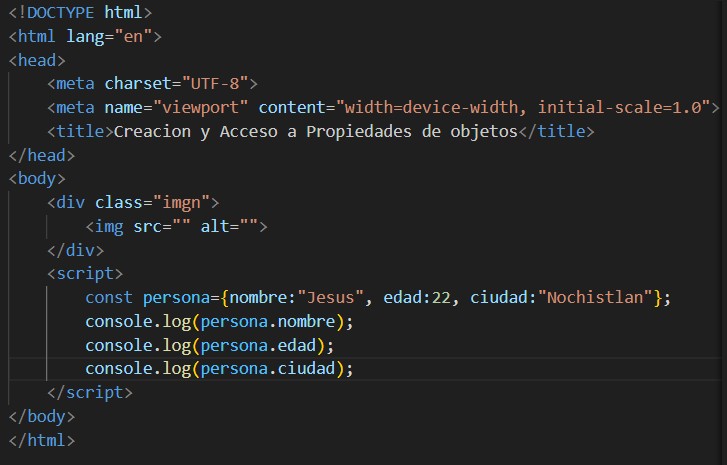 <!DOCTYPE html>
<html lang="en">
<head>
    <meta charset="UTF-8">
    <meta name="viewport" content="width=device-width, initial-scale=1.0">
    <title>Creacion y Acceso a Propiedades de objetos</title>
</head>
<body>
    <div class="imgn">
        <img src="" alt="">
    </div>
    <script>
        const persona={nombre:"Jesus", edad:22, ciudad:"Nochistlan"};
        console.log(persona.nombre);
        console.log(persona.edad);
        console.log(persona.ciudad);
    </script>
</body>
</html>